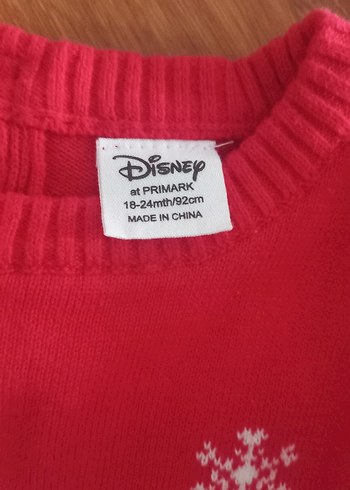 Disney
at PRIMARK
18-24mth/92cm
MADE IN CHINA